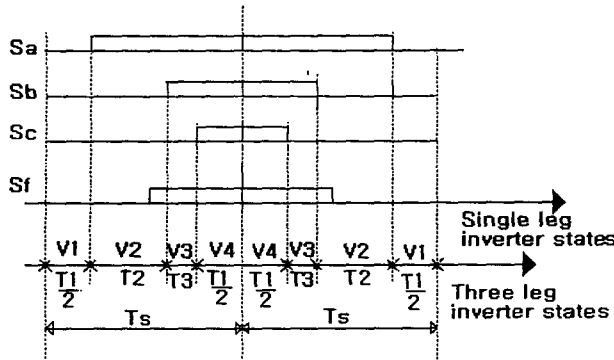 Sa
Sb
Sc
Sf
Single leg
inverter states
V1 V2 V3 V4 V4 V3 V2 V1
T1/2 T2 T3 T1/2 T1/2 T3 T2 T1/2
Three leg
inverter states
Ts Ts